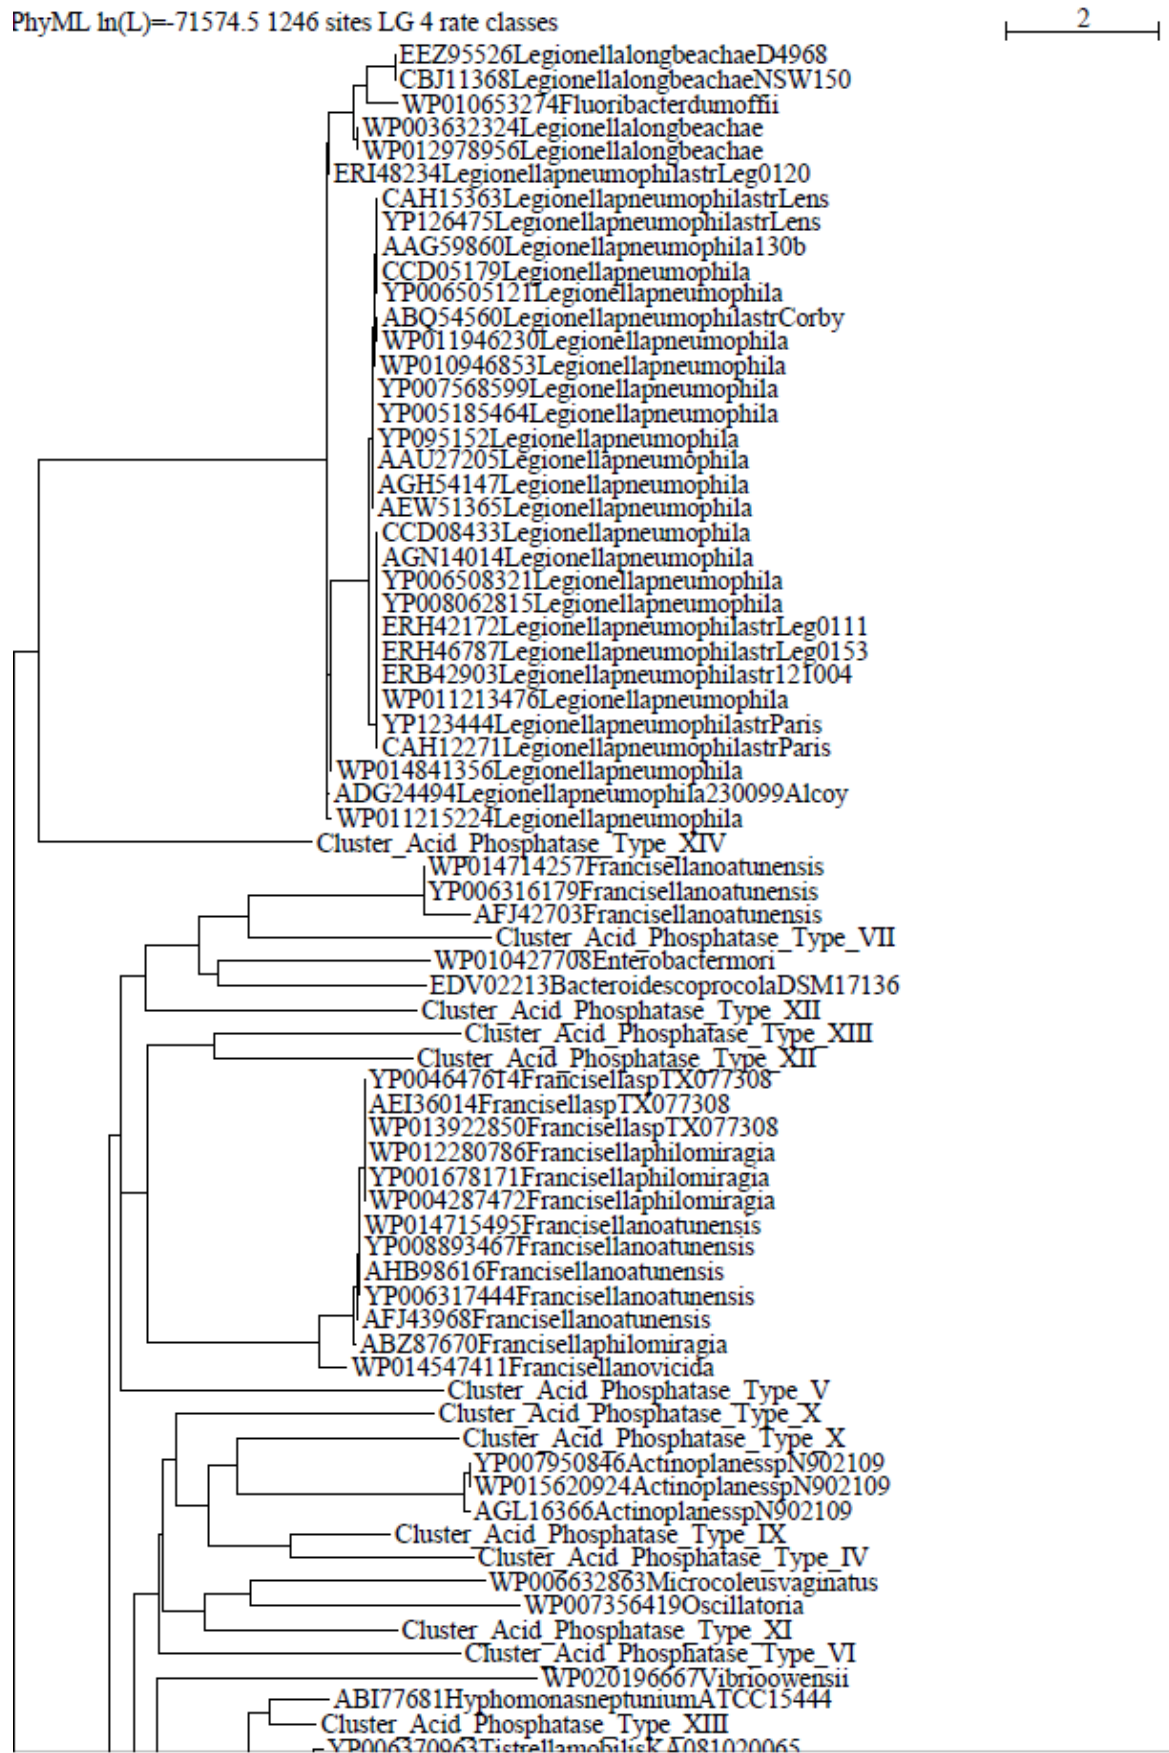 PhyML ln(L)=-71574.5 1246 sites LG 4 rate classes
2
EEZ95526LegionellalongbeachaeD4968
CBJ11368LegionellalongbeachaeNSW150
WP010653274Fluoribacterdumoffii
WP003632324Legionellalongbeachae
WP012978956Legionellalongbeachae
ERI48234LegionellapneumophilastrLeg0120
CAH15363LegionellapneumophilastrLens
YP126475LegionellapneumophilastrLens
AAG59860Legionellapneumophila130b
CCD05179Legionellapneumophila
YP006505121Legionellapneumophila
ABQ54560LegionellapneumophilastrCorby
WP011946230Legionellapneumophila
WP010946853Legionellapneumophila
YP007568599Legionellapneumophila
YP005185464Legionellapneumophila
YP095152Legionellapneumophila
AAU27205Legionellapneumophila
AGH54147Legionellapneumophila
AEW51365Legionellapneumophila
CCD08433Legionellapneumophila
AGN14014Legionellapneumophila
YP006508321Legionellapneumophila
YP008062815Legionellapneumophila
ERH42172LegionellapneumophilastrLeg0111
ERH46787LegionellapneumophilastrLeg0153
ERB42903Legionellapneumophilastr121004
WP011213476Legionellapneumophila
YP123444LegionellapneumophilastrParis
CAH12271LegionellapneumophilastrParis
WP014841356Legionellapneumophila
ADG24494Legionellapneumophila230099Alcoy
WP011215224Legionellapneumophila
Cluster_Acid_Phosphatase_Type_XIV
WP014714257Francisellanoatunensis
YP006316179Francisellanoatunensis
AFJ42703Francisellanoatunensis
Cluster_Acid_Phosphatase_Type_VII
WP010427708Enterobactermori
EDV02213BacteroidescoprocolaDSM17136
Cluster_Acid_Phosphatase_Type_XII
Cluster_Acid_Phosphatase_Type_XIII
Cluster_Acid_Phosphatase_Type_XII
YP004647614FrancisellaspTX077308
AEI36014FrancisellaspTX077308
WP013922850FrancisellaspTX077308
WP012280786Francisellaphilomiragia
YP001678171Francisellaphilomiragia
WP004287472Francisellaphilomiragia
WP014715495Francisellanoatunensis
YP008893467Francisellanoatunensis
AHB98616Francisellanoatunensis
YP006317444Francisellanoatunensis
AFJ43968Francisellanoatunensis
ABZ87670Francisellaphilomiragia
WP014547411Francisellanovicida
Cluster_Acid_Phosphatase_Type_V
Cluster_Acid_Phosphatase_Type_X
Cluster_Acid_Phosphatase_Type_X
YP007950846ActinoplanesspN902109
WP015620924ActinoplanesspN902109
AGL16366ActinoplanesspN902109
Cluster_Acid_Phosphatase_Type_IX
Cluster_Acid_Phosphatase_Type_IV
WP006632863Microcoleusvaginatus
WP007356419Oscillatoria
Cluster_Acid_Phosphatase_Type_XI
Cluster_Acid_Phosphatase_Type_VI
WP020196667Vibrioowensii
ABI77681HyphomonasneptuniumATCC15444
Cluster_Acid_Phosphatase_Type_XIII
YP006370963TistrellamobilisKA081020065